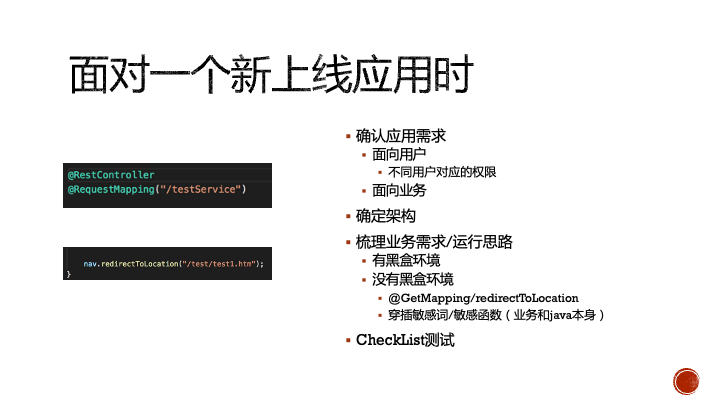 面对一个新上线应用时
@RestController
@RequestMapping("/testService")
nav.redirectToLocation("/test/test1.htm");
}
▪ 确认应用需求
▪ 面向用户
▪ 不同用户对应的权限
▪ 面向业务
▪ 确定架构
▪ 梳理业务需求/运行思路
▪ 有黑盒环境
▪ 没有黑盒环境
▪ @GetMapping/redirectToLocation
▪ 穿插敏感词/敏感函数（业务和java本身）
▪ CheckList测试